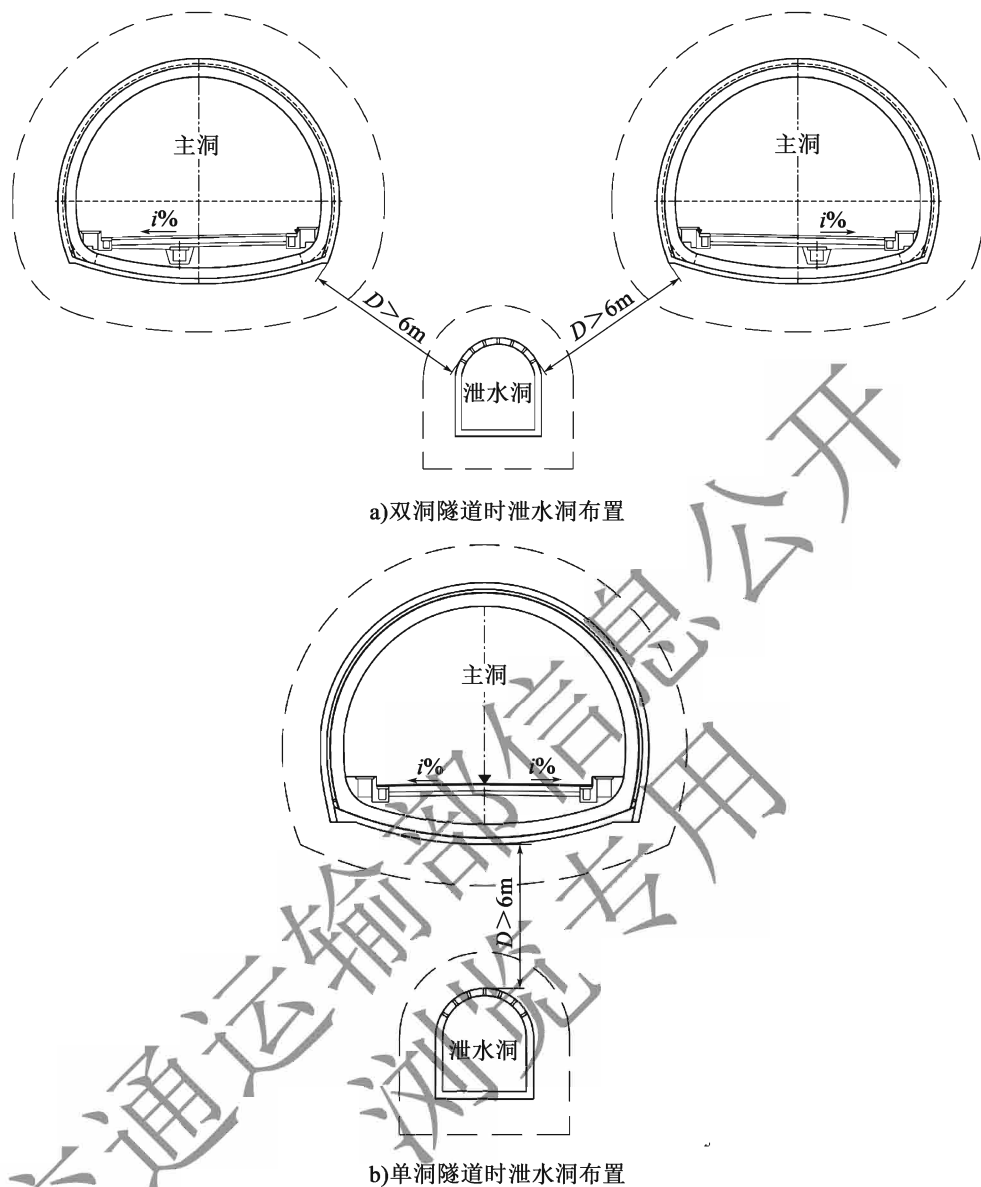 主洞
主洞
i%
i%
D＞6m
D＞6m
泄水洞
a)双洞隧道时泄水洞布置
主洞
i%
i%
D＞6m
泄水洞
b)单洞隧道时泄水洞布置
交通运输部信息公开
浏览专用